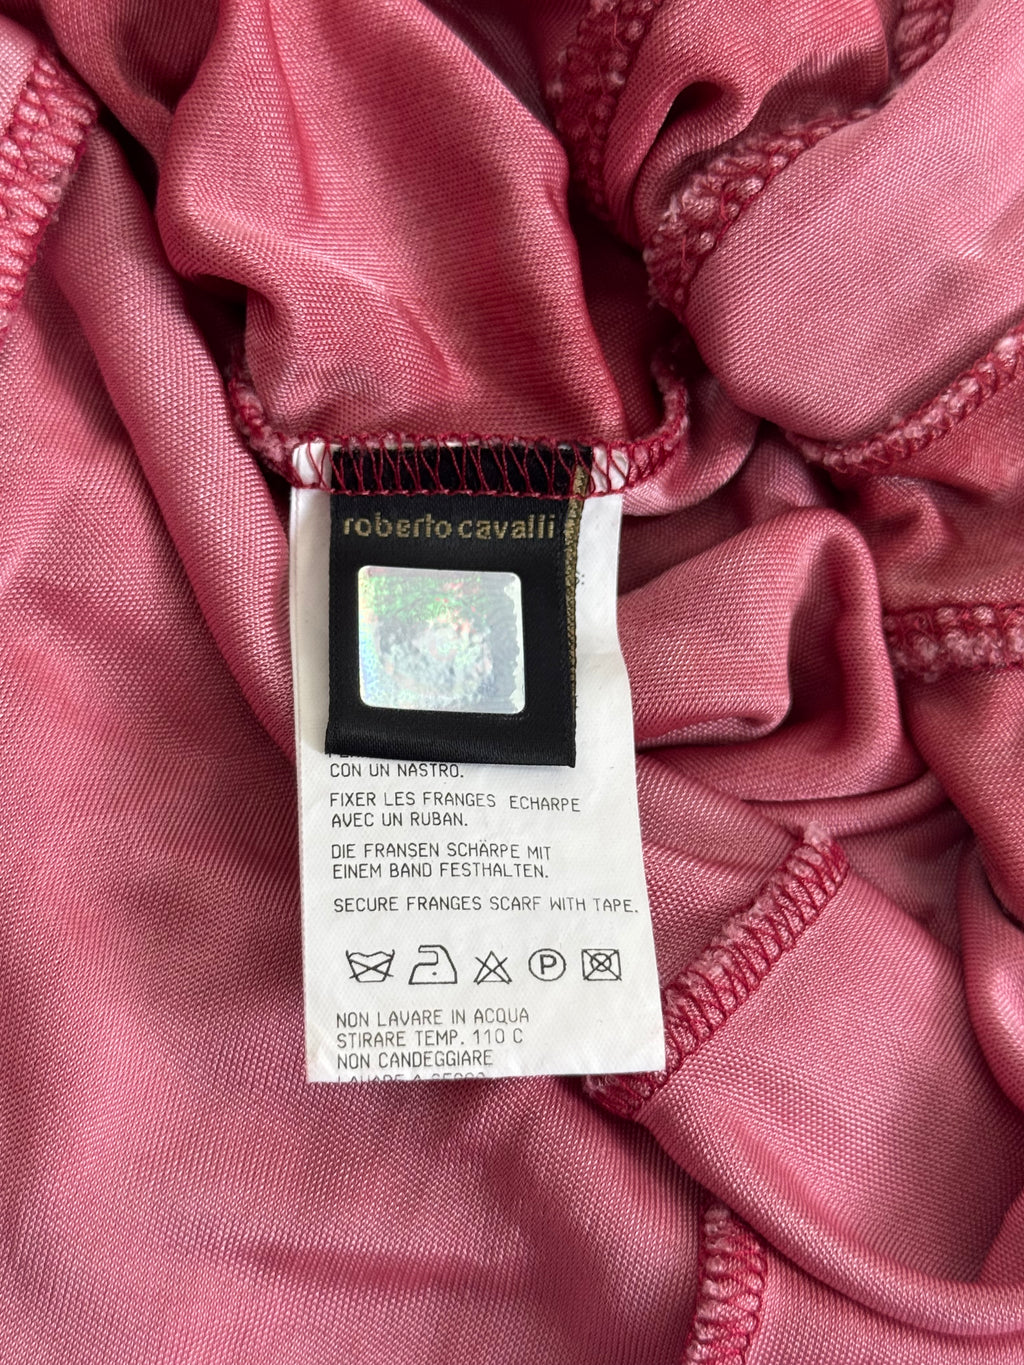 roberto cavalli
CON UN NASTRO.
FIXER LES FRANGES ECHARPE
AVEC UN RUBAN.
DIE FRANSEN SCHÄRPE MIT
EINEM BAND FESTHALTEN.
SECURE FRANGES SCARF WITH TAPE.
P
NON LAVARE IN ACQUA
STIRARE TEMP. 110 C
NON CANDEGGIARE